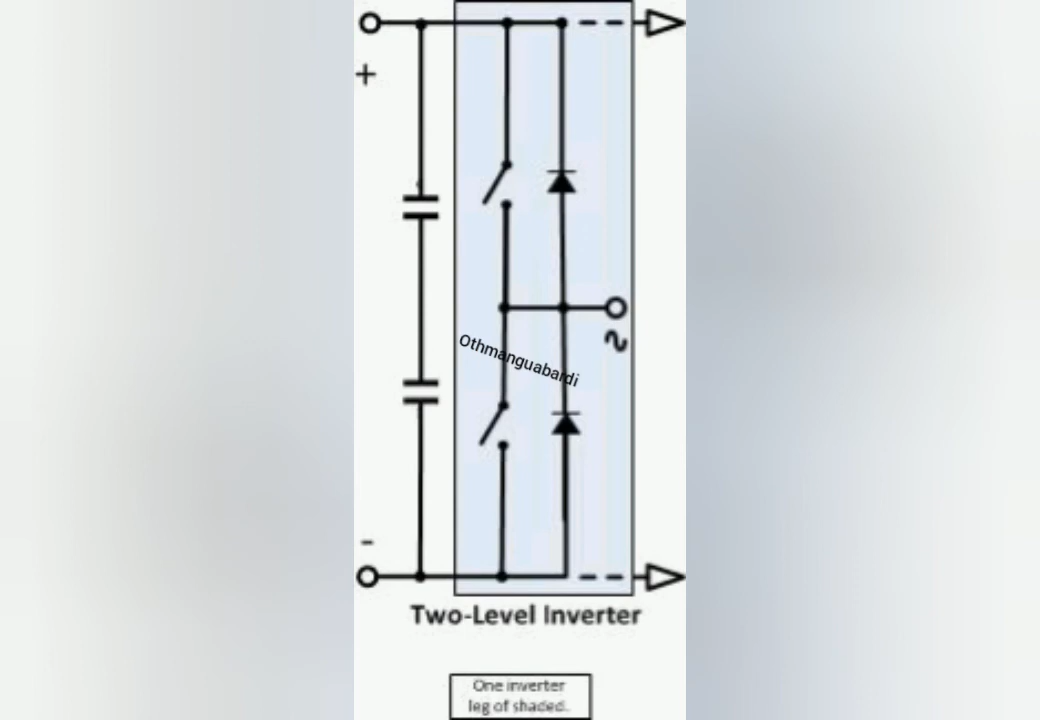 +
Othmanguabardi
~
-
Two-Level Inverter
One inverter
leg of shaded..